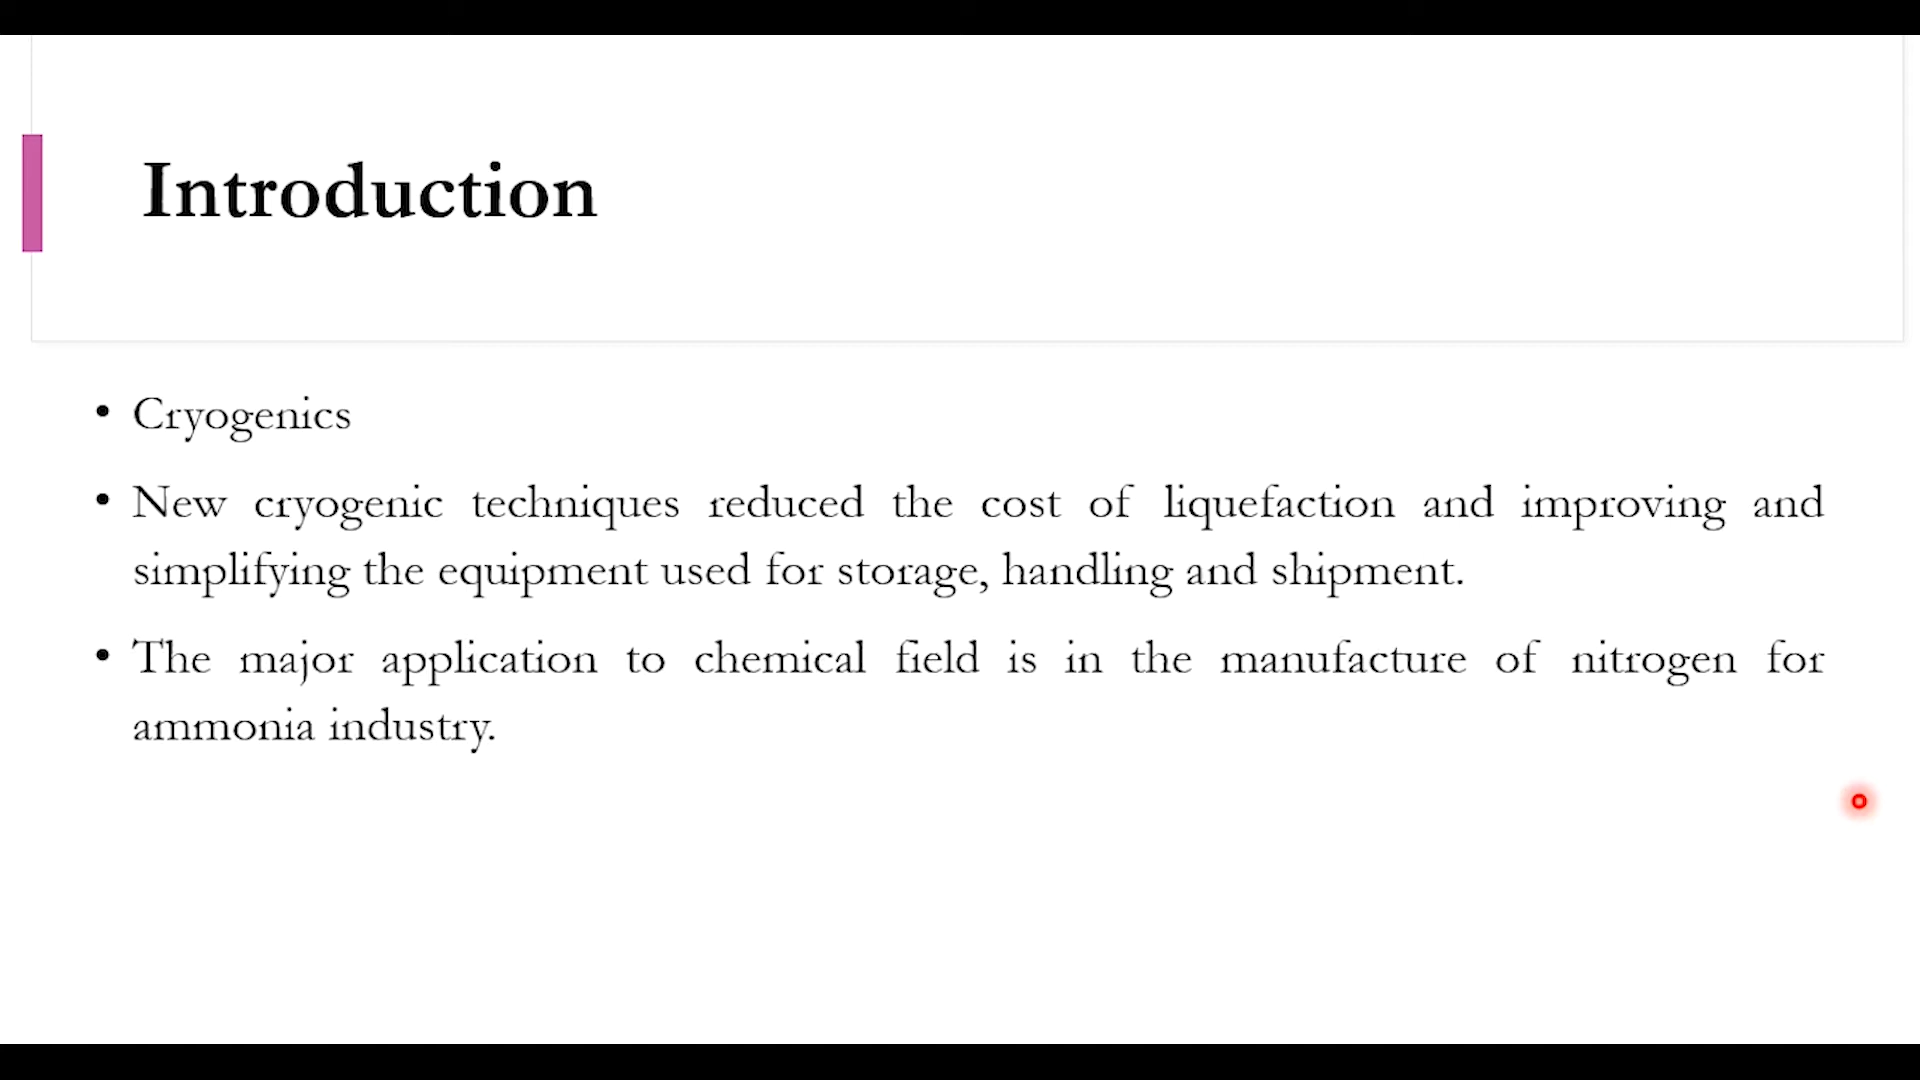 Introduction
• Cryogenics
• New cryogenic techniques reduced the cost of liquefaction and improving and
simplifying the equipment used for storage, handling and shipment.
• The major application to chemical field is in the manufacture of nitrogen for
ammonia industry.